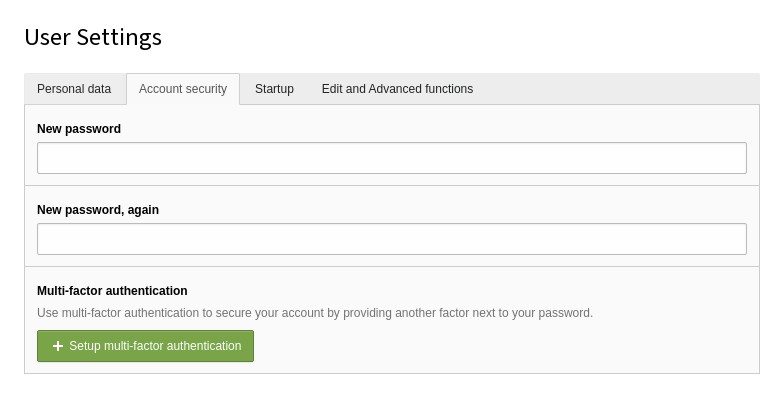 User Settings
Personal data Account security Startup Edit and Advanced functions
New password
New password, again
Multi-factor authentication
Use multi-factor authentication to secure your account by providing another factor next to your password.
Setup multi-factor authentication